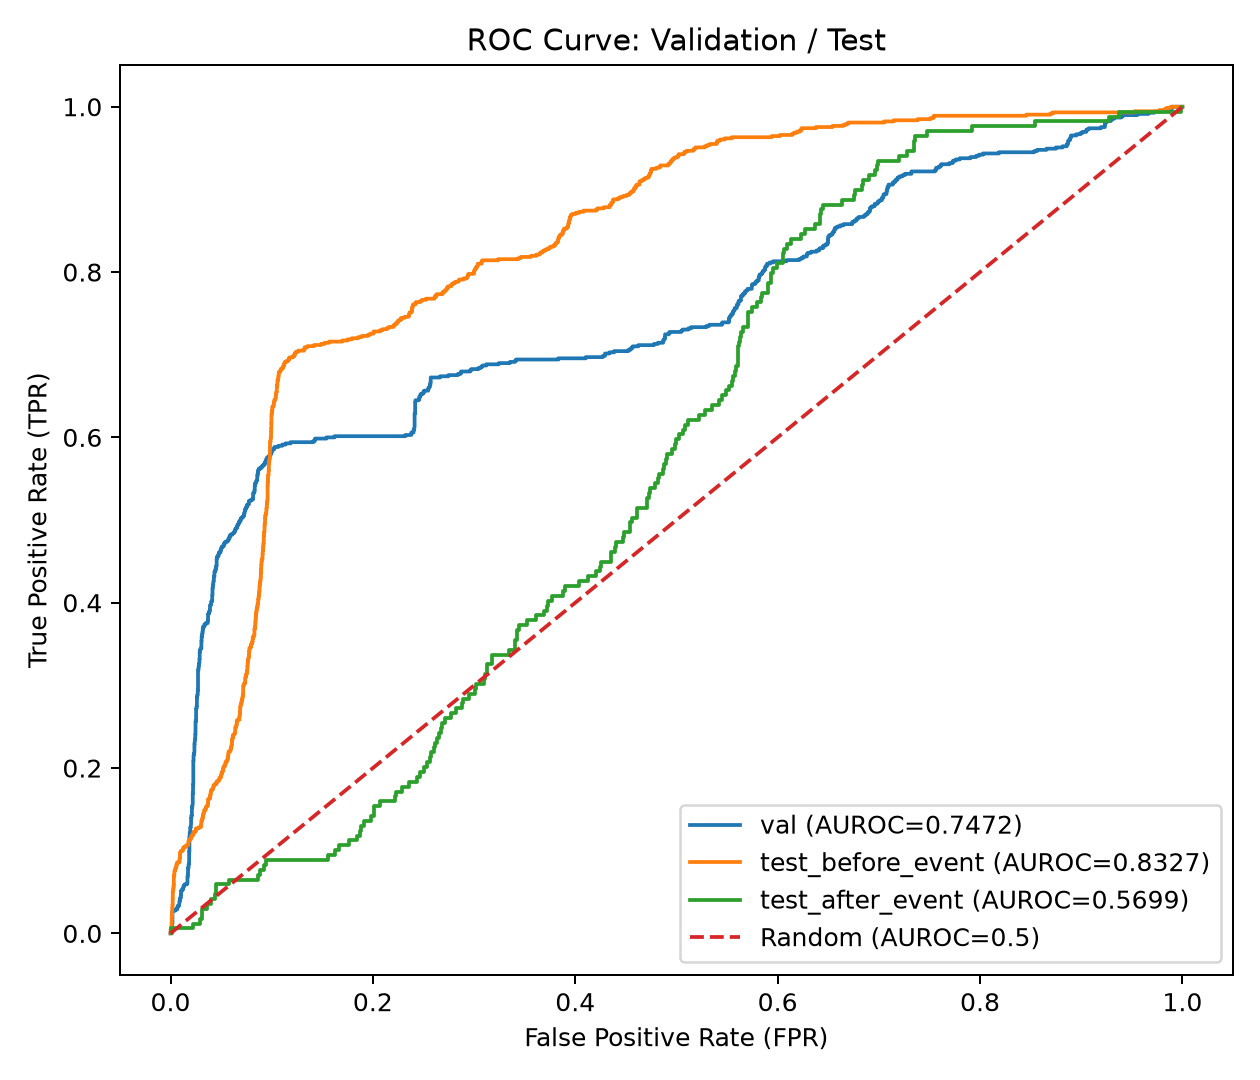 ROC Curve: Validation / Test
True Positive Rate (TPR)
1.0
0.8
0.6
0.4
0.2
0.0
val (AUROC=0.7472)
test_before_event (AUROC=0.8327)
test_after_event (AUROC=0.5699)
Random (AUROC=0.5)
0.0 0.2 0.4 0.6 0.8 1.0
False Positive Rate (FPR)